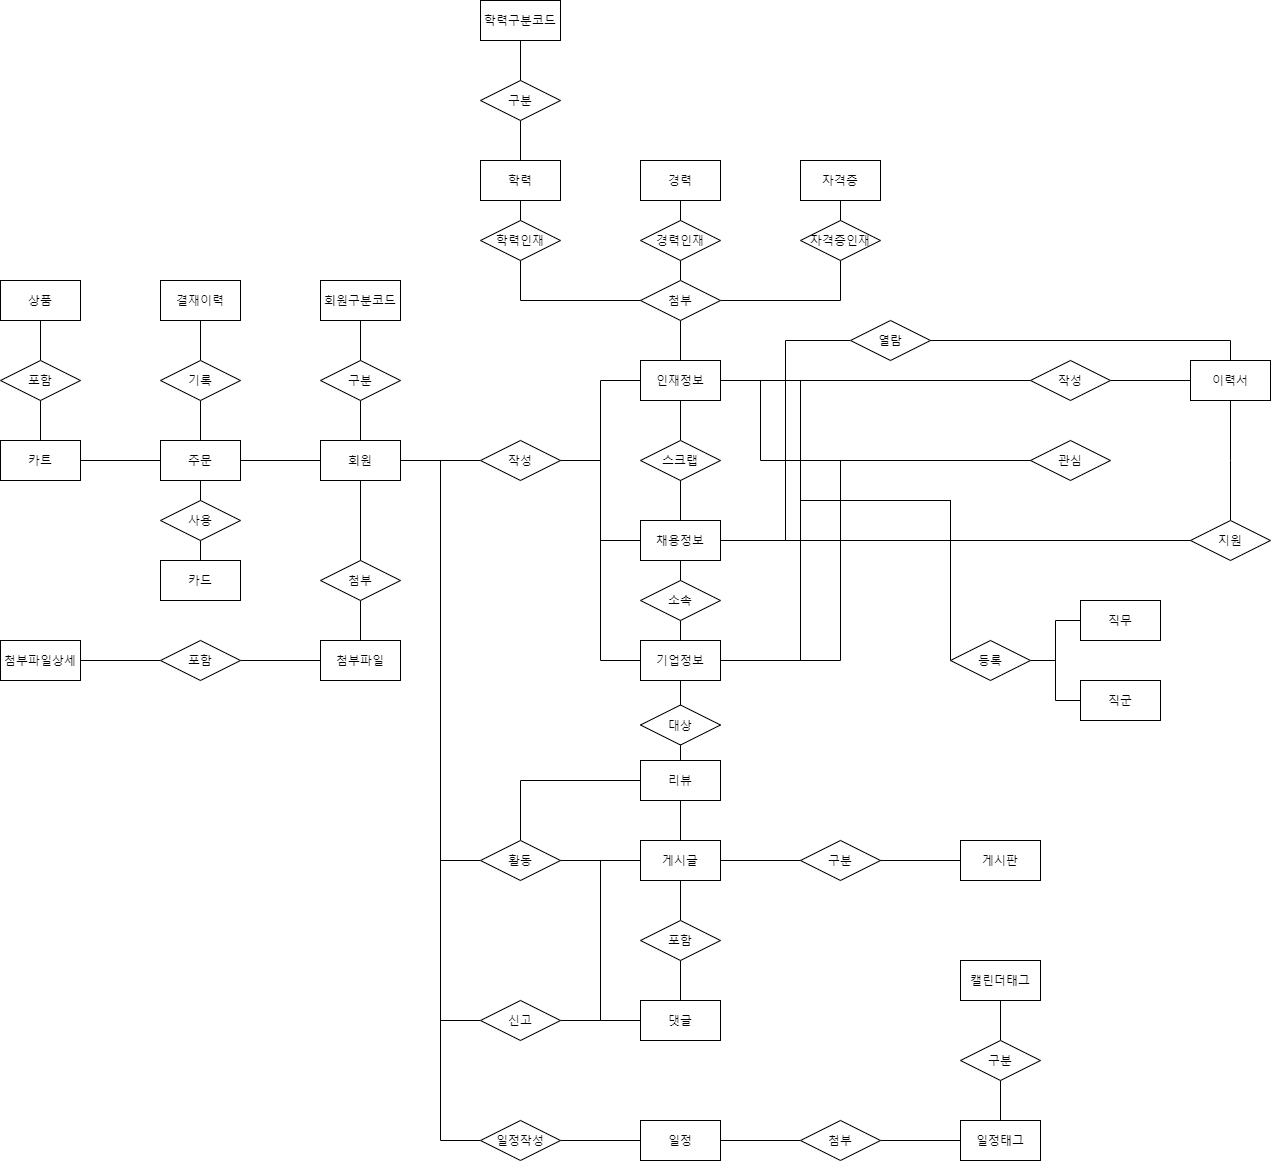 학력구분코드
구분
학력
경력
자격증
학력인재
경력인재
자격증인재
상품
결재이력
회원구분코드
첨부
열람
포함
기록
구분
인재정보
작성
이력서
카트
주문
회원
작성
스크랩
관심
사용
채용정보
지원
카드
첨부
소속
직무
첨부파일상세
포함
첨부파일
기업정보
등록
직군
대상
리뷰
활동
게시글
구분
게시판
포함
캘린더태그
신고
댓글
구분
일정작성
일정
첨부
일정태그